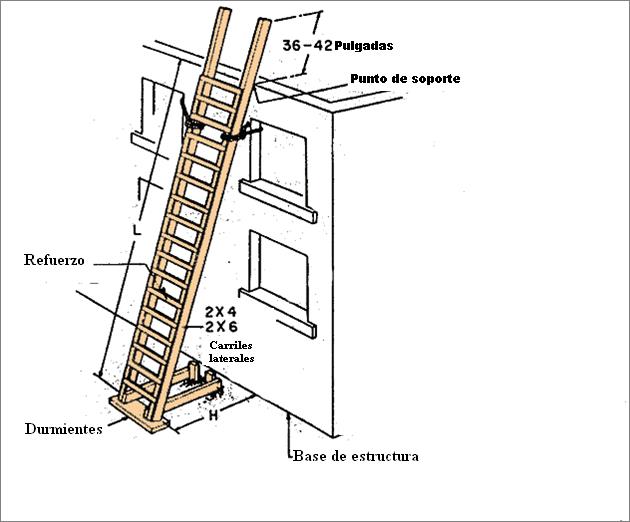 36-42 Pulgadas
Punto de soporte
L
Refuerzo
2X4
2X6
Carriles
laterales
H
Durmientes
Base de estructura